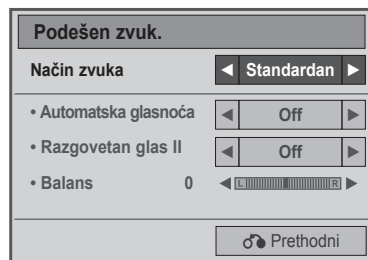 Podešen zvuk.
Način zvuka ◄ Standardan ►
• Automatska glasnoća ◄ Off ►
• Razgovetan glas II ◄ Off ►
• Balans 0 ◄ L R ►
Prethodni